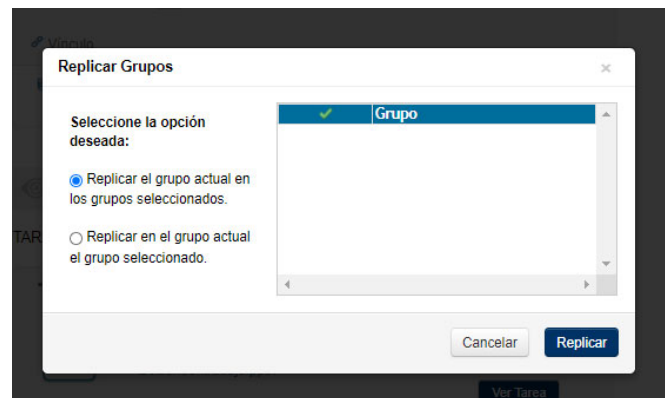 Vínculo
Replicar Grupos
×
Seleccione la opción
deseada:
Replicar el grupo actual en
los grupos seleccionados.
Replicar en el grupo actual
el grupo seleccionado.
Grupo
TAR
Cancelar
Replicar
Ver Tarea